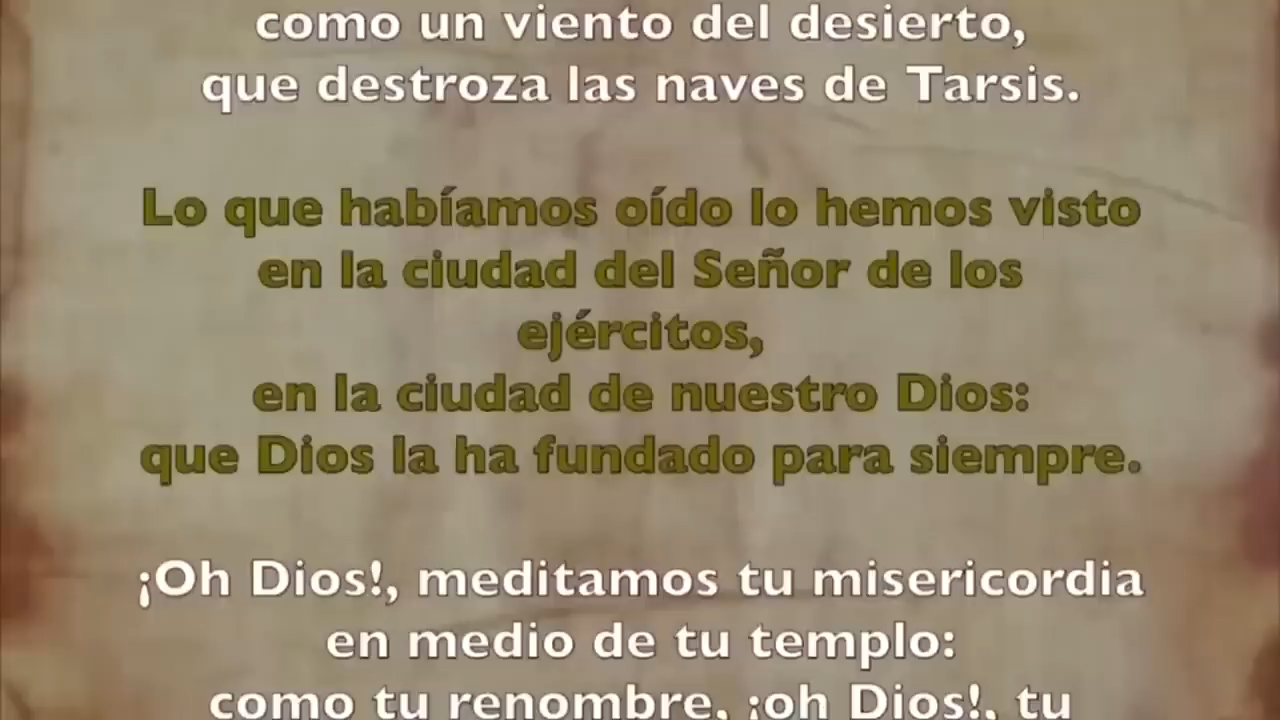 como un viento del desierto,
que destroza las naves de Tarsis.
Lo que habíamos oído lo hemos visto
en la ciudad del Señor de los
ejércitos,
en la ciudad de nuestro Dios:
que Dios la ha fundado para siempre.
¡Oh Dios!, meditamos tu misericordia
en medio de tu templo:
como tu renombre, ¡oh Dios!, tu